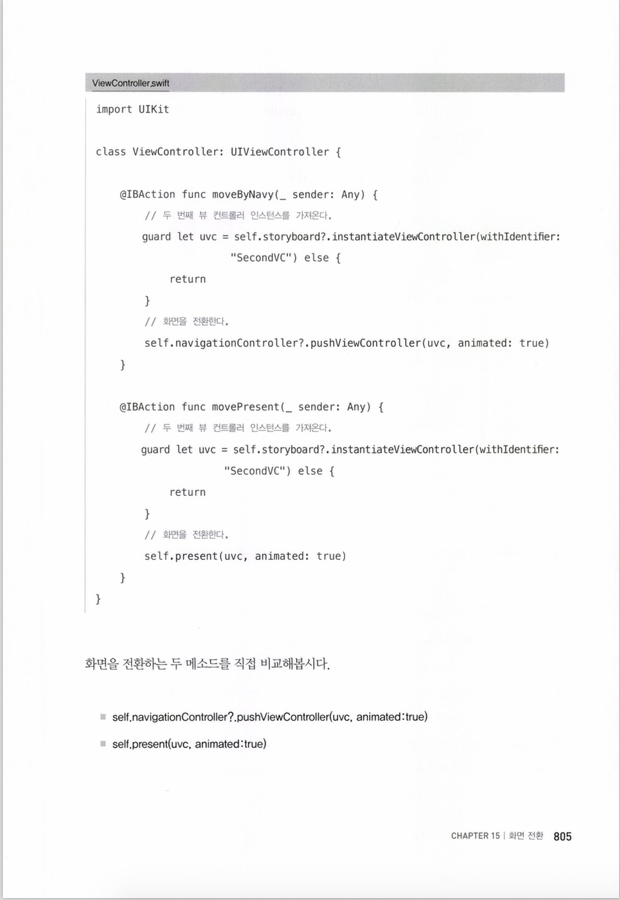 ViewController.swift
import UIKit
class ViewController: UIViewController {
@IBAction func moveByNavy(_ sender: Any) {
// 두 번째 뷰 컨트롤러 인스턴스를 가져온다.
guard let uvc = self.storyboard?.instantiateViewController(withIdentifier:
"SecondVC") else {
return
}
// 화면을 전환한다.
self.navigationController?.pushViewController(uvc, animated: true)
}
@IBAction func movePresent(_ sender: Any) {
// 두 번째 뷰 컨트롤러 인스턴스를 가져온다.
guard let uvc = self.storyboard?.instantiateViewController(withIdentifier:
"SecondVC") else {
return
}
// 화면을 전환한다.
self.present(uvc, animated: true)
}
}
화면을 전환하는 두 메소드를 직접 비교해봅시다.
■ self.navigationController?.pushViewController(uvc, animated:true)
■ self.present(uvc, animated:true)
CHAPTER 15 | 화면 전환 805